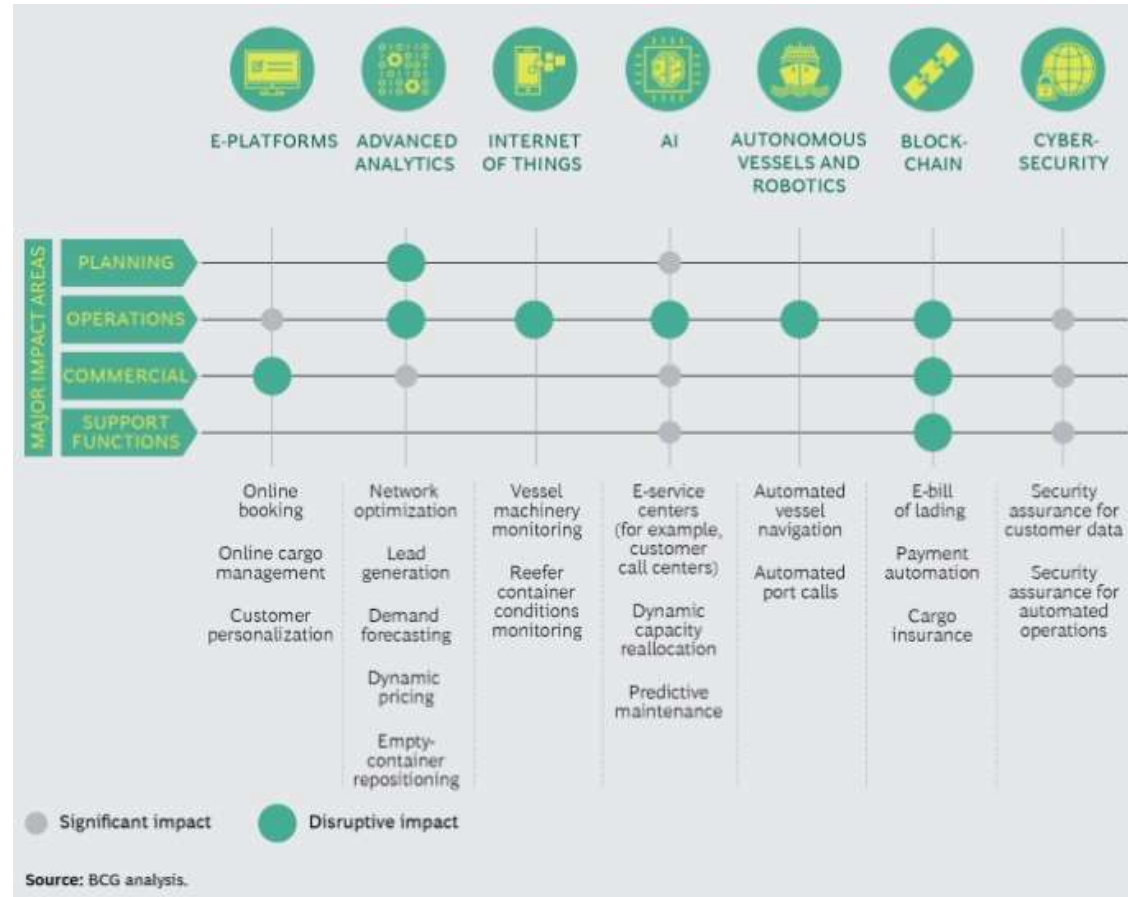 E-PLATFORMS
ADVANCED
ANALYTICS
INTERNET
OF THINGS
AI
AUTONOMOUS
VESSELS AND
ROBOTICS
BLOCK-
CHAIN
CYBER-
SECURITY
MAJOR IMPACT AREAS
PLANNING
OPERATIONS
COMMERCIAL
SUPPORT
FUNCTIONS
Online
booking
Online cargo
management
Customer
personalization
Network
optimization
Lead
generation
Demand
forecasting
Dynamic
pricing
Empty-
container
repositioning
Vessel
machinery
monitoring
Reefer
container
conditions
monitoring
E-service
centers
(for example,
customer
call centers)
Dynamic
capacity
reallocation
Predictive
maintenance
Automated
vessel
navigation
Automated
port calls
E-bill
of lading
Payment
automation
Cargo
insurance
Security
assurance for
customer data
Security
assurance for
automated
operations
Significant impact
Disruptive impact
Source: BCG analysis.